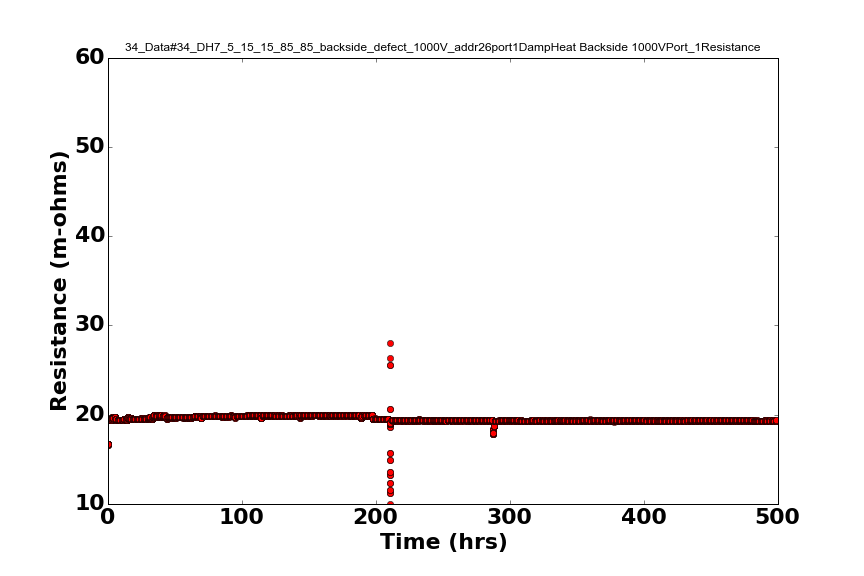 34_Data#34_DH7_5_15_15_85_85_backside_defect_1000V_addr26port1DampHeat Backside 1000VPort_1Resistance
60
50
40
30
20
10
Resistance (m-ohms)
0 100 200 300 400 500
Time (hrs)